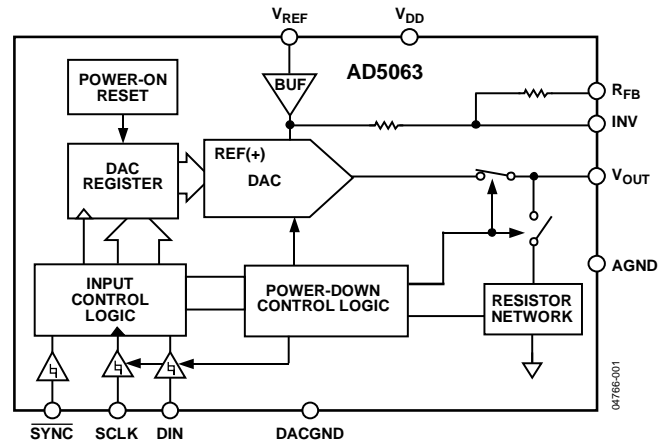 VREF
VDD
POWER-ON
RESET
BUF
AD5063
RFB
INV
DAC
REGISTER
REF(+)
DAC
VOUT
AGND
INPUT
CONTROL
LOGIC
POWER-DOWN
CONTROL LOGIC
RESISTOR
NETWORK
04766-001
SYNC
SCLK
DIN
DACGND